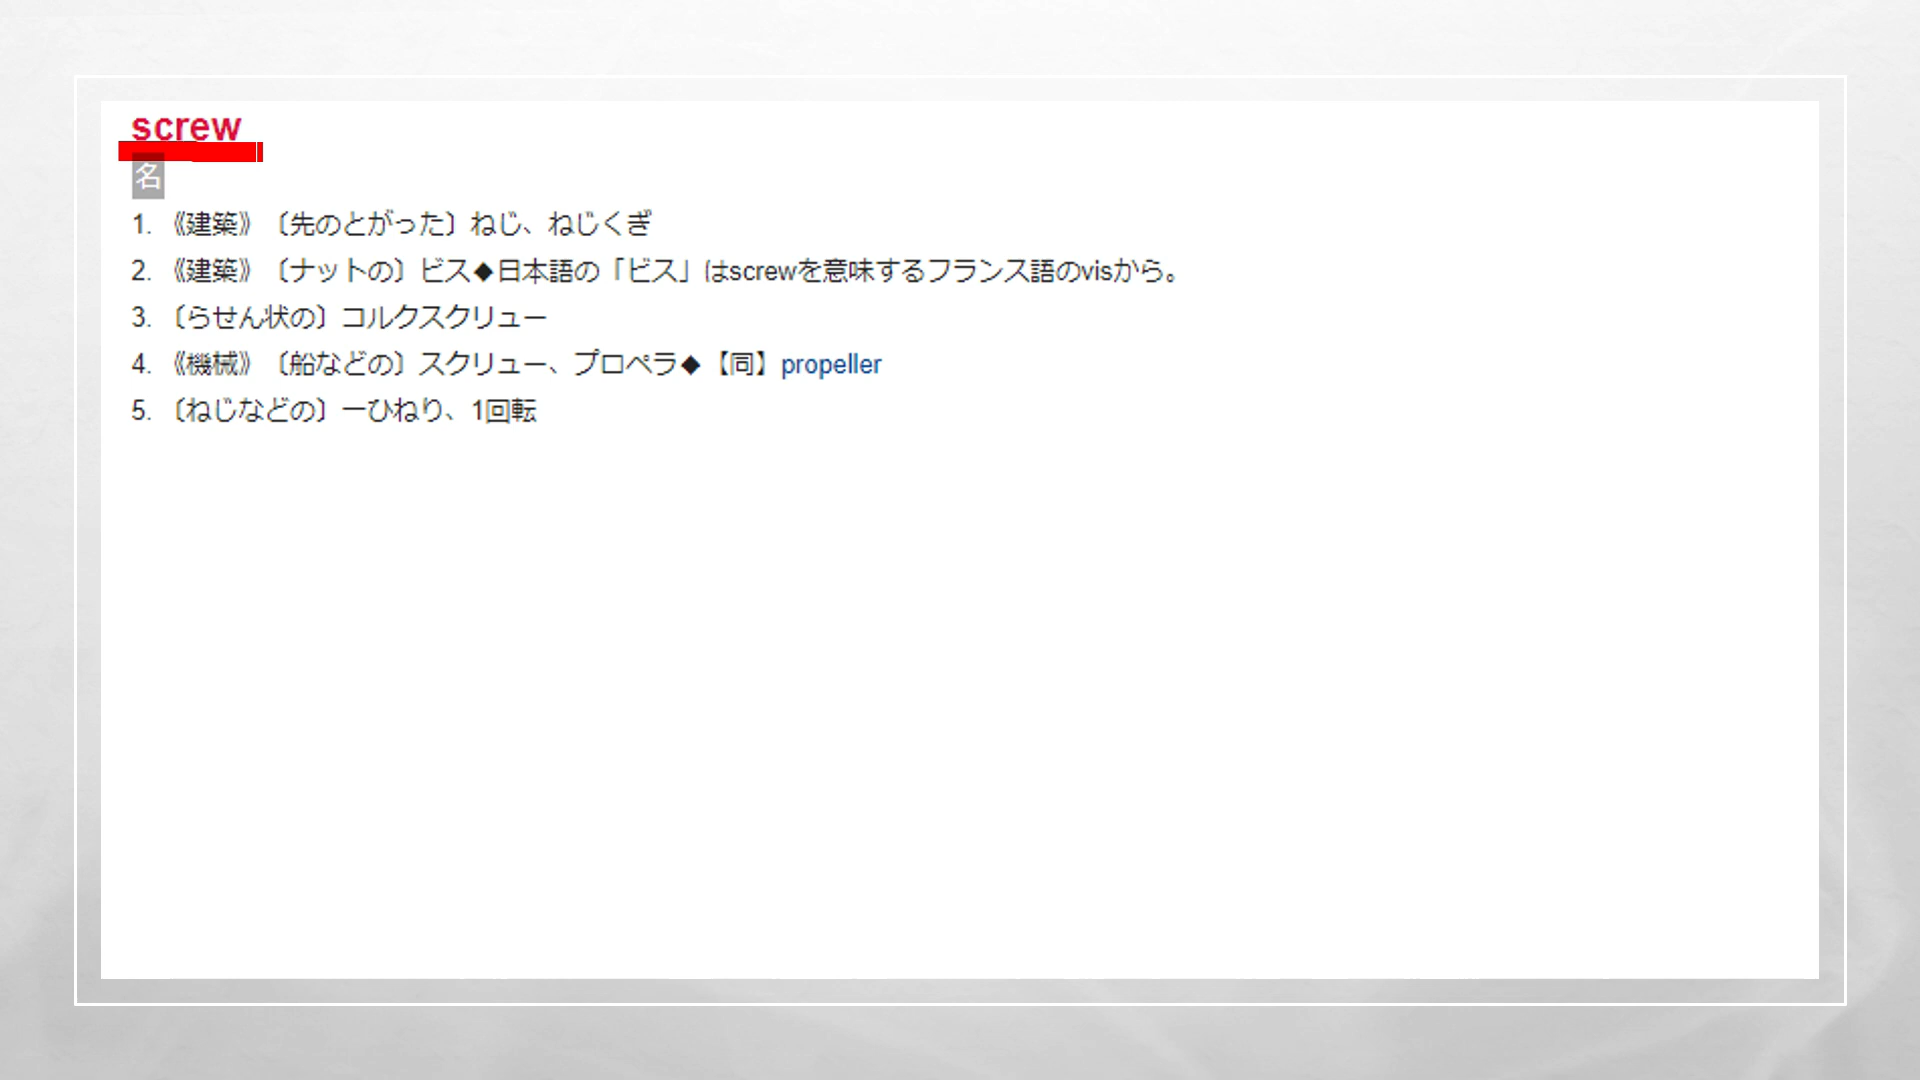 screw
名
1. 《建築》〔先のとがった〕ねじ、ねじくぎ
2. 《建築》〔ナットの〕ビス◆日本語の「ビス」はscrewを意味するフランス語のvisから。
3. 〔らせん状の〕コルクスクリュー
4. 《機械》〔船などの〕スクリュー、プロペラ◆【同】propeller
5. 〔ねじなどの〕一ひねり、1回転